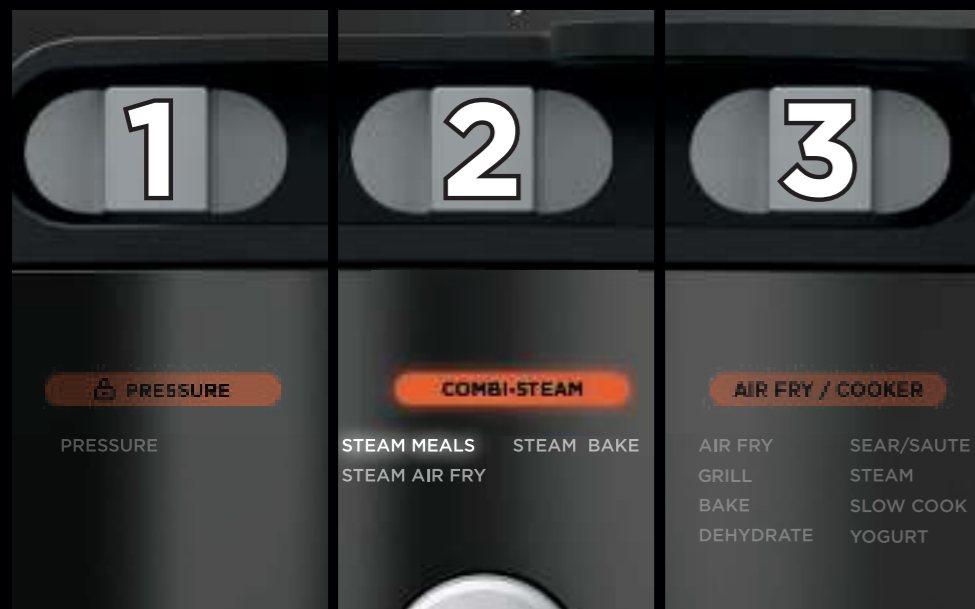 1 2 3
PRESSURE COMBI-STEAM AIR FRY / COOKER
PRESSURE STEAM MEALS STEAM BAKE AIR FRY SEAR/SAUTE
STEAM AIR FRY GRILL STEAM
BAKE SLOW COOK
DEHYDRATE YOGURT